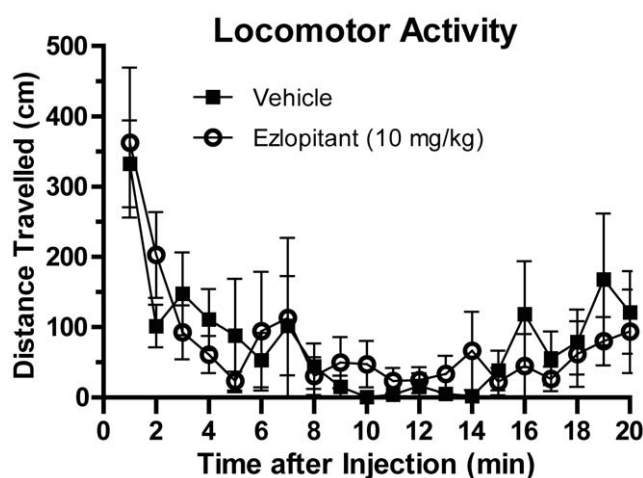 Locomotor Activity
Vehicle
Ezlopitant (10 mg/kg)
Distance Travelled (cm)
500
400
300
200
100
0
0 2 4 6 8 10 12 14 16 18 20
Time after Injection (min)